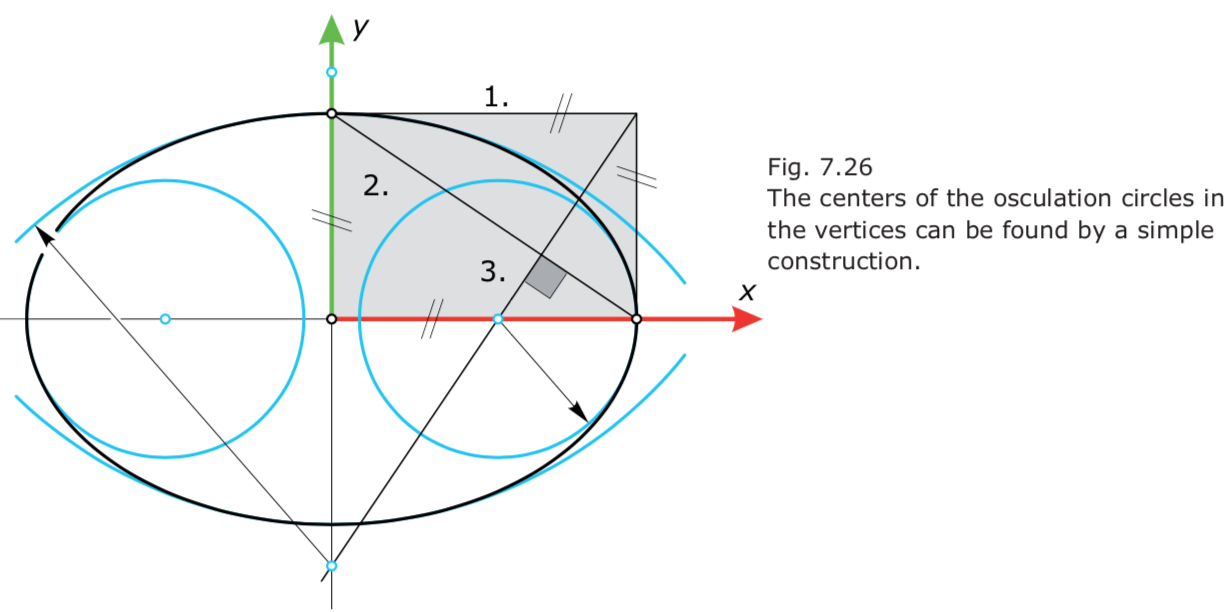 y
1.
2.
3.
x
Fig. 7.26
The centers of the osculation circles in
the vertices can be found by a simple
construction.